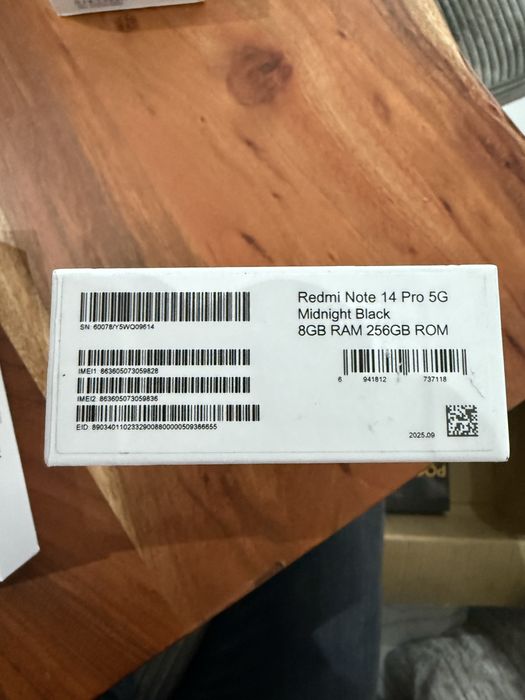 SN: 60078/Y5WQ09614
IMEI1: 863605073059828
IMEI2: 863605073059836
EID: 89034011023329008800000509386655
Redmi Note 14 Pro 5G
Midnight Black
8GB RAM 256GB ROM
6 941812 737118
2025.09